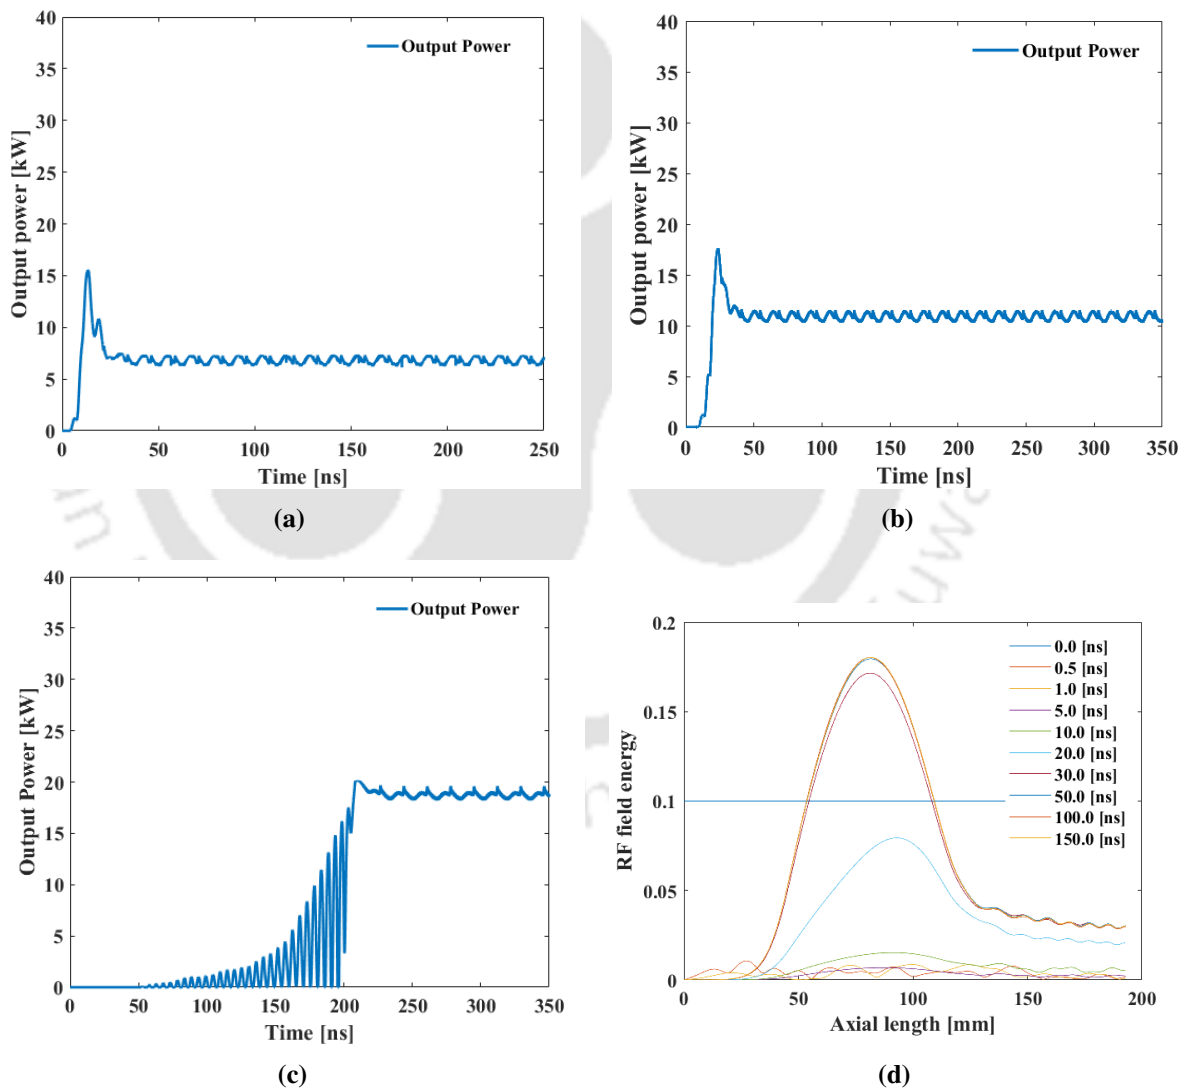 40
35
30
25
20
15
10
5
0
Output power [kW]
Output Power
0 50 100 150 200 250
Time [ns]
(a)
40
35
30
25
20
15
10
5
0
Output power [kW]
Output Power
0 50 100 150 200 250 300 350
Time [ns]
(b)
40
35
30
25
20
15
10
5
0
Output Power [kW]
Output Power
0 50 100 150 200 250 300 350
Time [ns]
(c)
0.2
0.15
0.1
0.05
0
RF field energy
0.0 [ns]
0.5 [ns]
1.0 [ns]
5.0 [ns]
10.0 [ns]
20.0 [ns]
30.0 [ns]
50.0 [ns]
100.0 [ns]
150.0 [ns]
0 50 100 150 200
Axial length [mm]
(d)